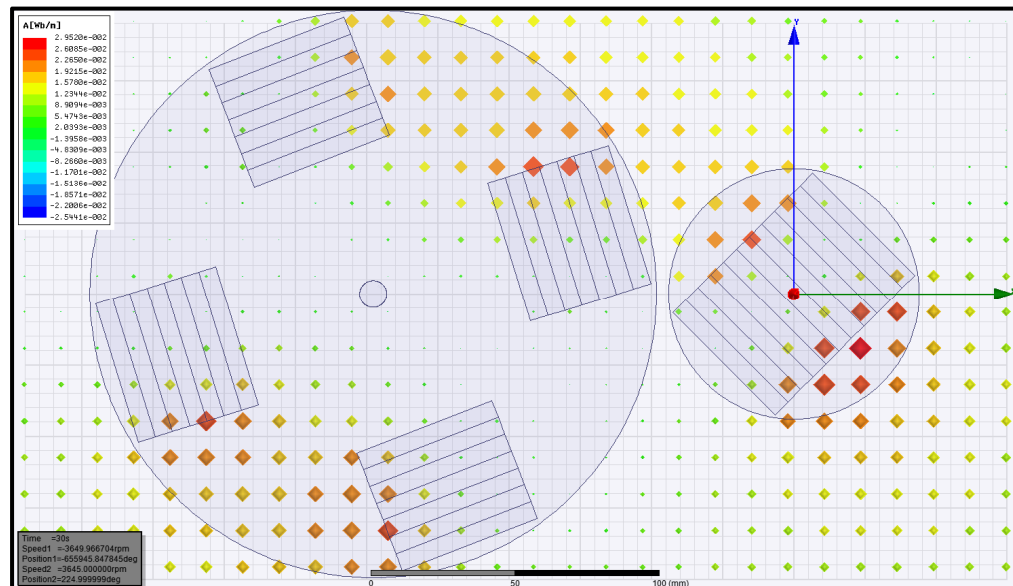 A[Wb/m]
2.9520e-002
2.6085e-002
2.2650e-002
1.9215e-002
1.5780e-002
1.2344e-002
8.9094e-003
5.4743e-003
2.0393e-003
-1.3958e-003
-4.8309e-003
-8.2660e-003
-1.1701e-002
-1.5136e-002
-1.8571e-002
-2.2006e-002
-2.5441e-002
Y
Time =30s
Speed1 =-3649.966704rpm
Position1=-655945.847845deg
Speed2 =3645.000000rpm
Position2=224.999999deg
0 50 100 (mm)